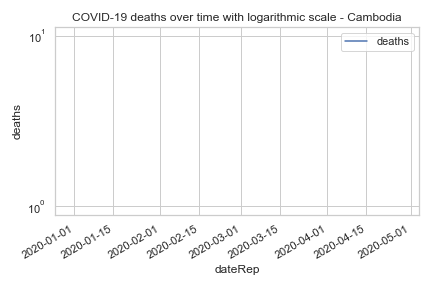 COVID-19 deaths over time with logarithmic scale - Cambodia
10¹
deaths
deaths
10⁰
2020-01-01
2020-01-15
2020-02-01
2020-02-15
2020-03-01
2020-03-15
2020-04-01
2020-04-15
2020-05-01
dateRep